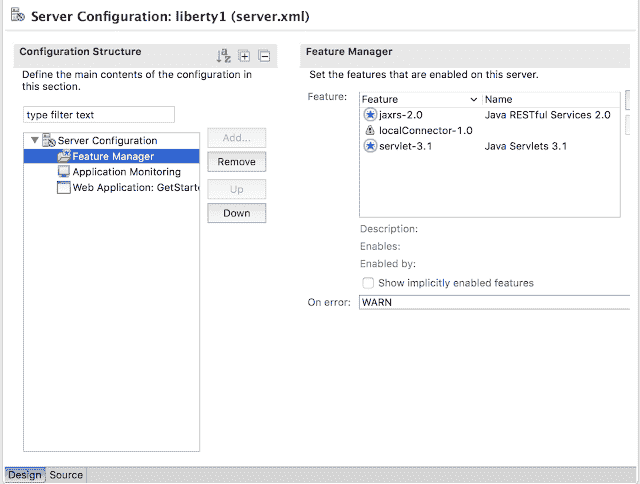 Server Configuration: liberty1 (server.xml)
Configuration Structure
Define the main contents of the configuration in
this section.
type filter text
Server Configuration
Feature Manager
Application Monitoring
Web Application: GetStart
Add...
Remove
Up
Down
Feature Manager
Set the features that are enabled on this server.
Feature:
Feature Name
jaxrs-2.0 Java RESTful Services 2.0
localConnector-1.0
servlet-3.1 Java Servlets 3.1
Description:
Enables:
Enabled by:
Show implicitly enabled features
On error: WARN
Design Source